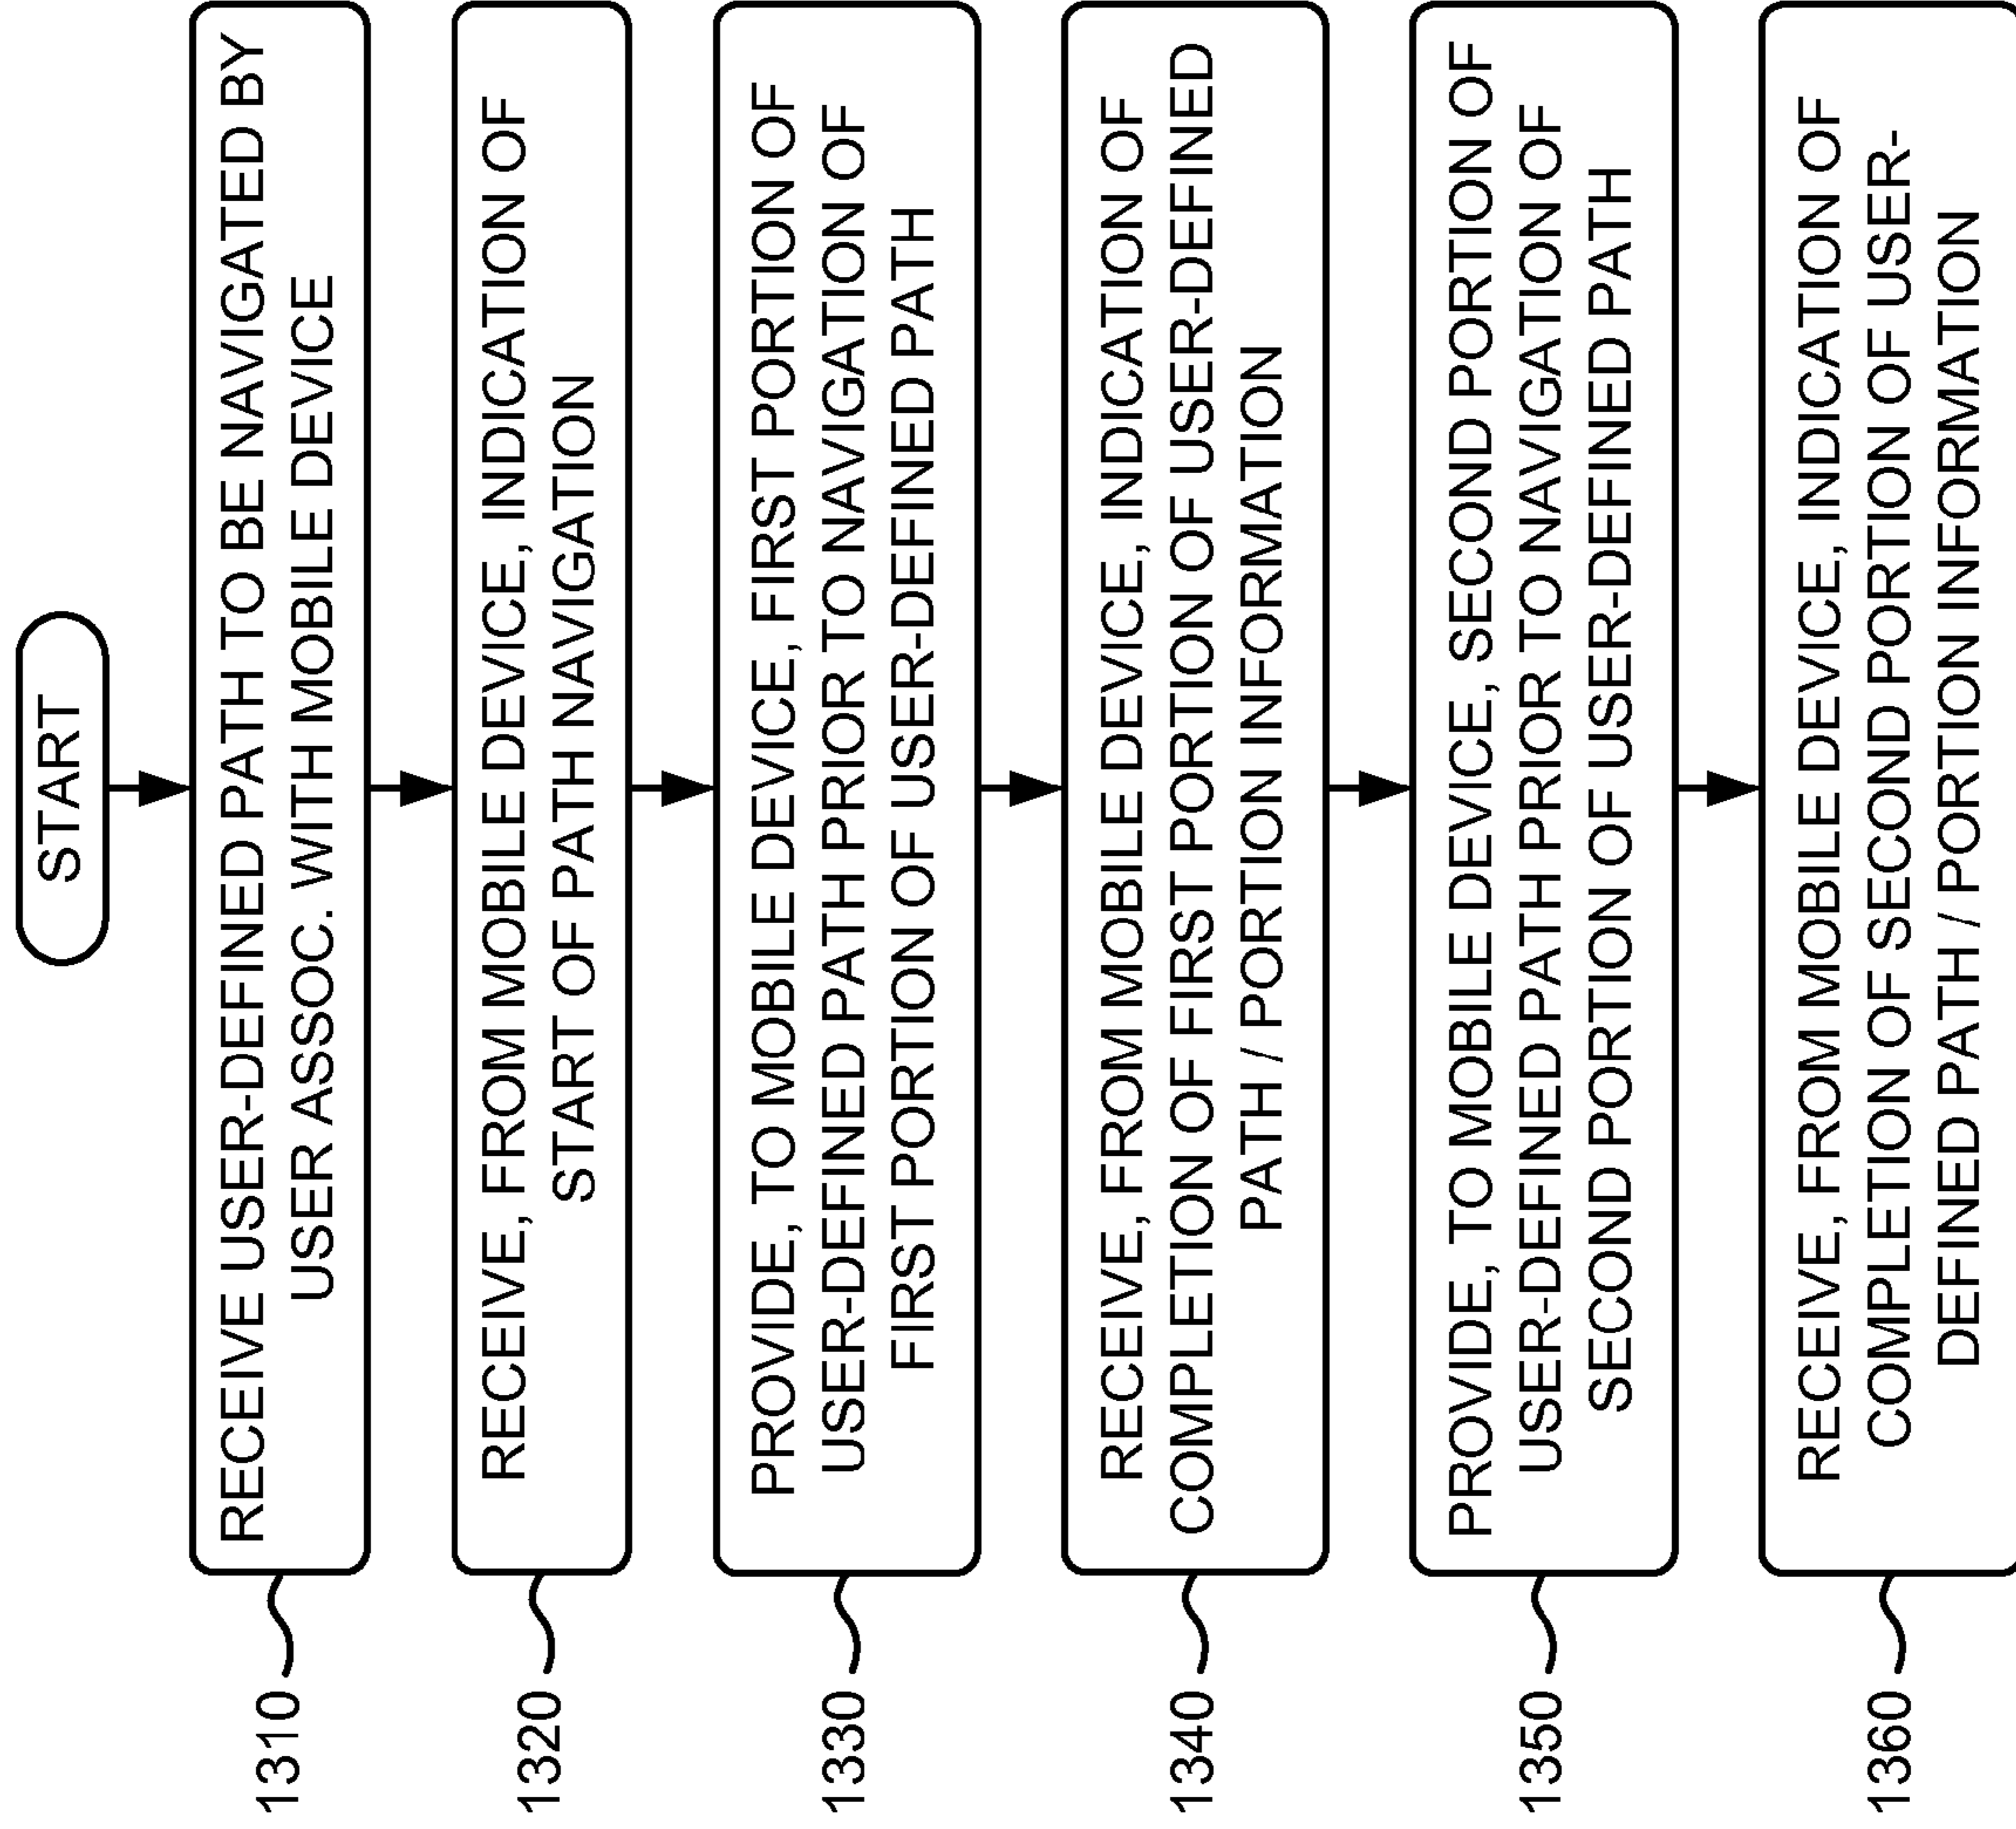 START
1310
RECEIVE USER-DEFINED PATH TO BE NAVIGATED BY
USER ASSOC. WITH MOBILE DEVICE
1320
RECEIVE, FROM MOBILE DEVICE, INDICATION OF
START OF PATH NAVIGATION
1330
PROVIDE, TO MOBILE DEVICE, FIRST PORTION OF
USER-DEFINED PATH PRIOR TO NAVIGATION OF
FIRST PORTION OF USER-DEFINED PATH
1340
RECEIVE, FROM MOBILE DEVICE, INDICATION OF
COMPLETION OF FIRST PORTION OF USER-DEFINED
PATH / PORTION INFORMATION
1350
PROVIDE, TO MOBILE DEVICE, SECOND PORTION OF
USER-DEFINED PATH PRIOR TO NAVIGATION OF
SECOND PORTION OF USER-DEFINED PATH
1360
RECEIVE, FROM MOBILE DEVICE, INDICATION OF
COMPLETION OF SECOND PORTION OF USER-
DEFINED PATH / PORTION INFORMATION